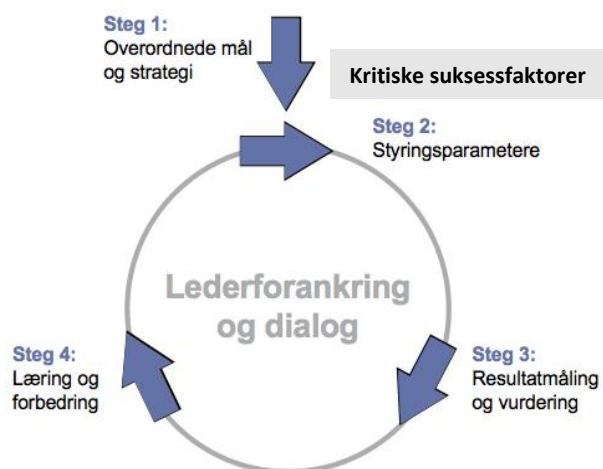 Steg 1:
Overordnede mål
og strategi
Kritiske suksessfaktorer
Steg 2:
Styringsparametere
Lederforankring
og dialog
Steg 3:
Resultatmåling
og vurdering
Steg 4:
Læring og
forbedring